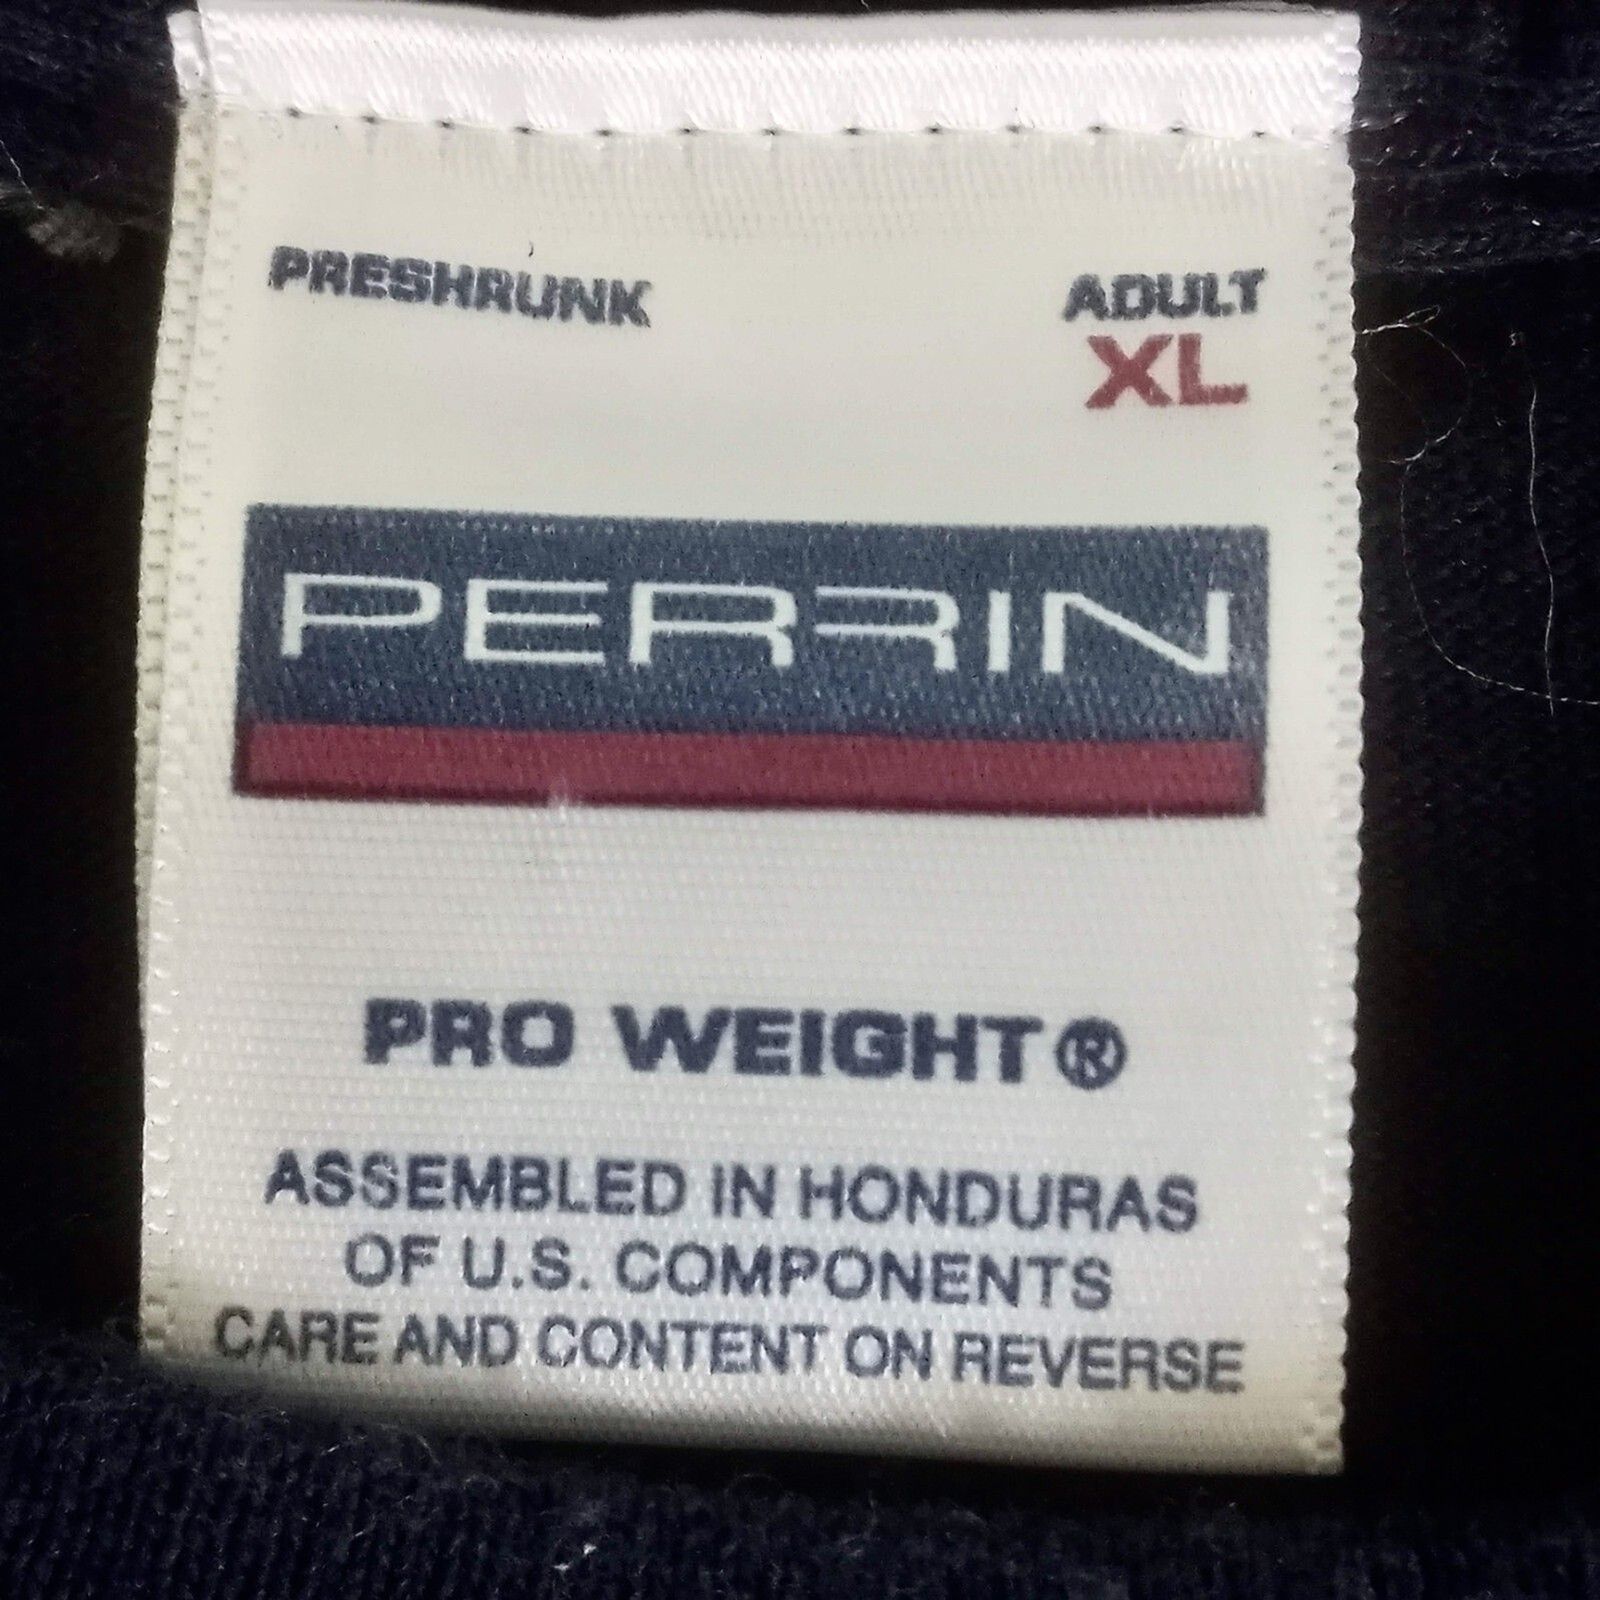 PRESHRUNK
ADULT
XL
PERRIN
PRO WEIGHT®
ASSEMBLED IN HONDURAS
OF U.S. COMPONENTS
CARE AND CONTENT ON REVERSE